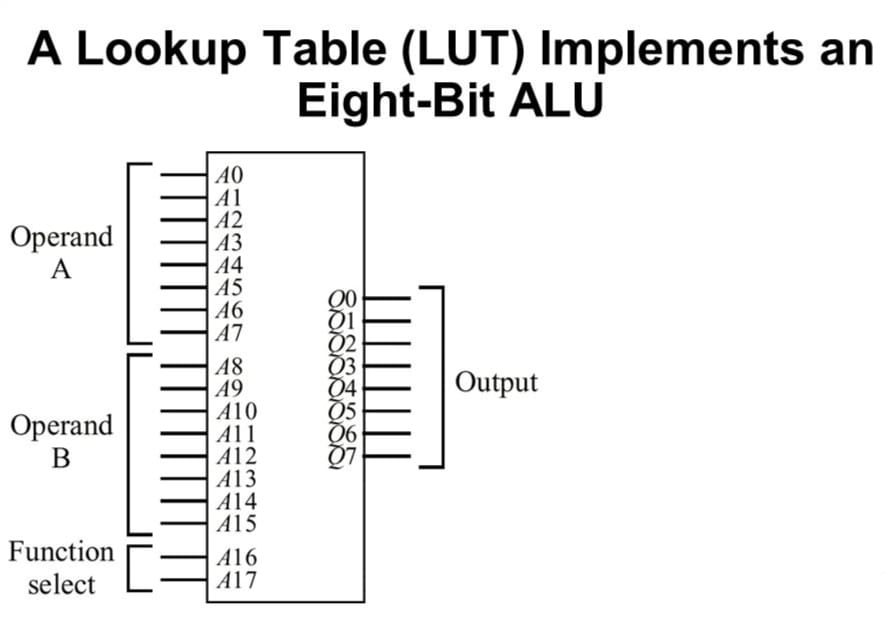 A Lookup Table (LUT) Implements an
Eight-Bit ALU
Operand
A
A0
A1
A2
A3
A4
A5
A6
A7
Operand
B
A8
A9
A10
A11
A12
A13
A14
A15
Function
select
A16
A17
Q0
Q1
Q2
Q3
Q4
Q5
Q6
Q7
Output